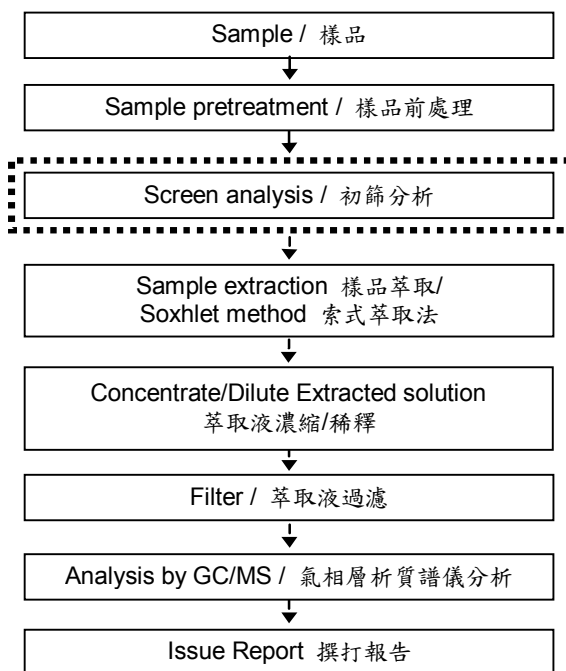 Sample / 樣品
Sample pretreatment / 樣品前處理
Screen analysis / 初篩分析
Sample extraction 樣品萃取/
Soxhlet method 索式萃取法
Concentrate/Dilute Extracted solution
萃取液濃縮/稀釋
Filter / 萃取液過濾
Analysis by GC/MS / 氣相層析質譜儀分析
Issue Report 撰打報告